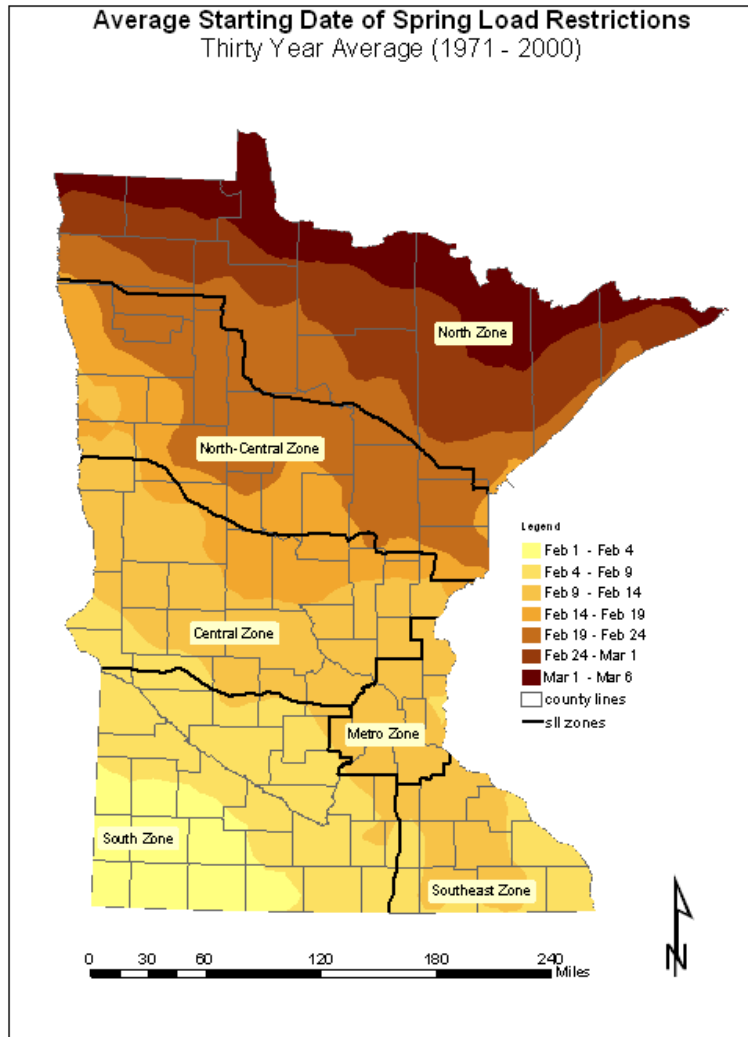 Average Starting Date of Spring Load Restrictions
Thirty Year Average (1971 - 2000)
North Zone
North-Central Zone
Legend
Feb 1 - Feb 4
Feb 4 - Feb 9
Feb 9 - Feb 14
Feb 14 - Feb 19
Feb 19 - Feb 24
Feb 24 - Mar 1
Mar 1 - Mar 6
county lines
sll zones
Central Zone
Metro Zone
South Zone
Southeast Zone
0 30 60 120 180 240
Miles
N